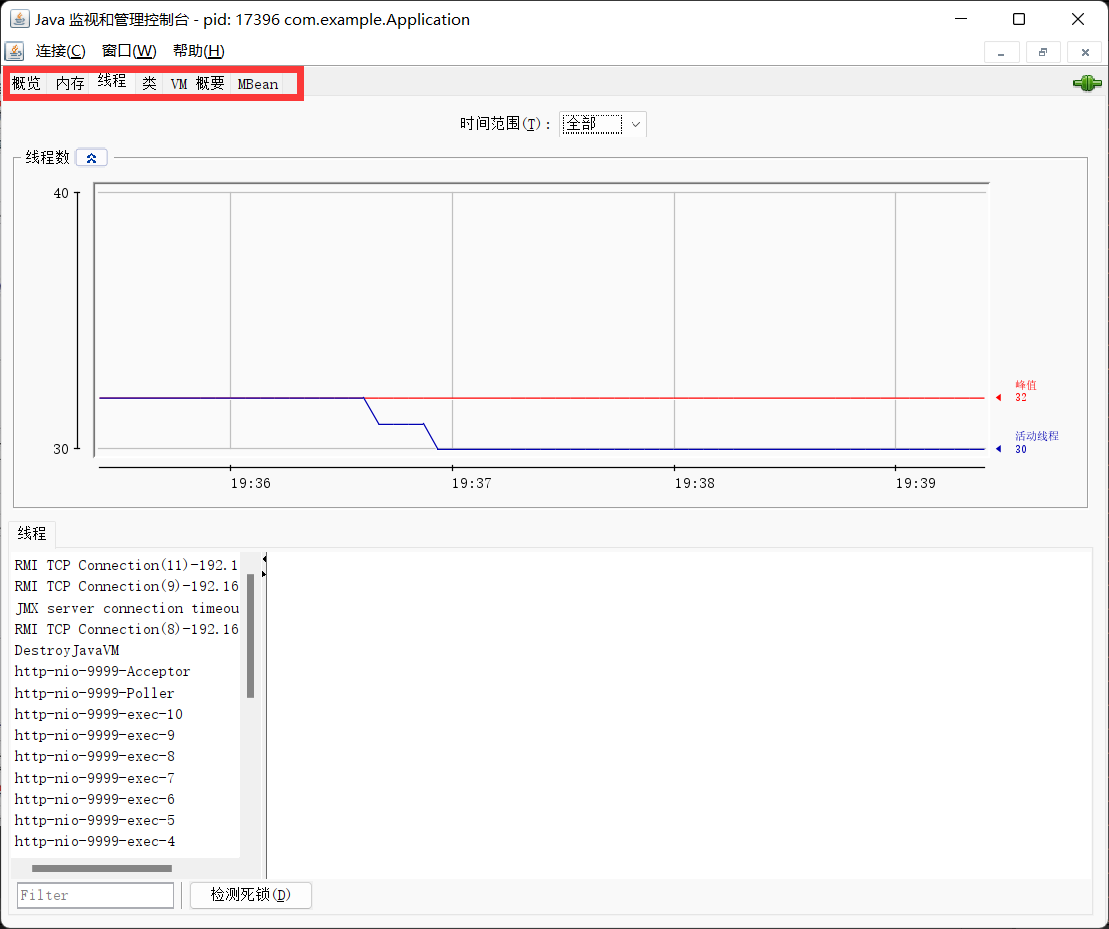 Java 监视和管理控制台 - pid: 17396 com.example.Application
连接(C) 窗口(W) 帮助(H)
概览 内存 线程 类 VM 概要 MBean
时间范围(T)： 全部
线程数
40
30
峰值
32
活动线程
30
19:36 19:37 19:38 19:39
线程
RMI TCP Connection(11)-192.1
RMI TCP Connection(9)-192.16
JMX server connection timeou
RMI TCP Connection(8)-192.16
DestroyJavaVM
http-nio-9999-Acceptor
http-nio-9999-Poller
http-nio-9999-exec-10
http-nio-9999-exec-9
http-nio-9999-exec-8
http-nio-9999-exec-7
http-nio-9999-exec-6
http-nio-9999-exec-5
http-nio-9999-exec-4
Filter 检测死锁(D)